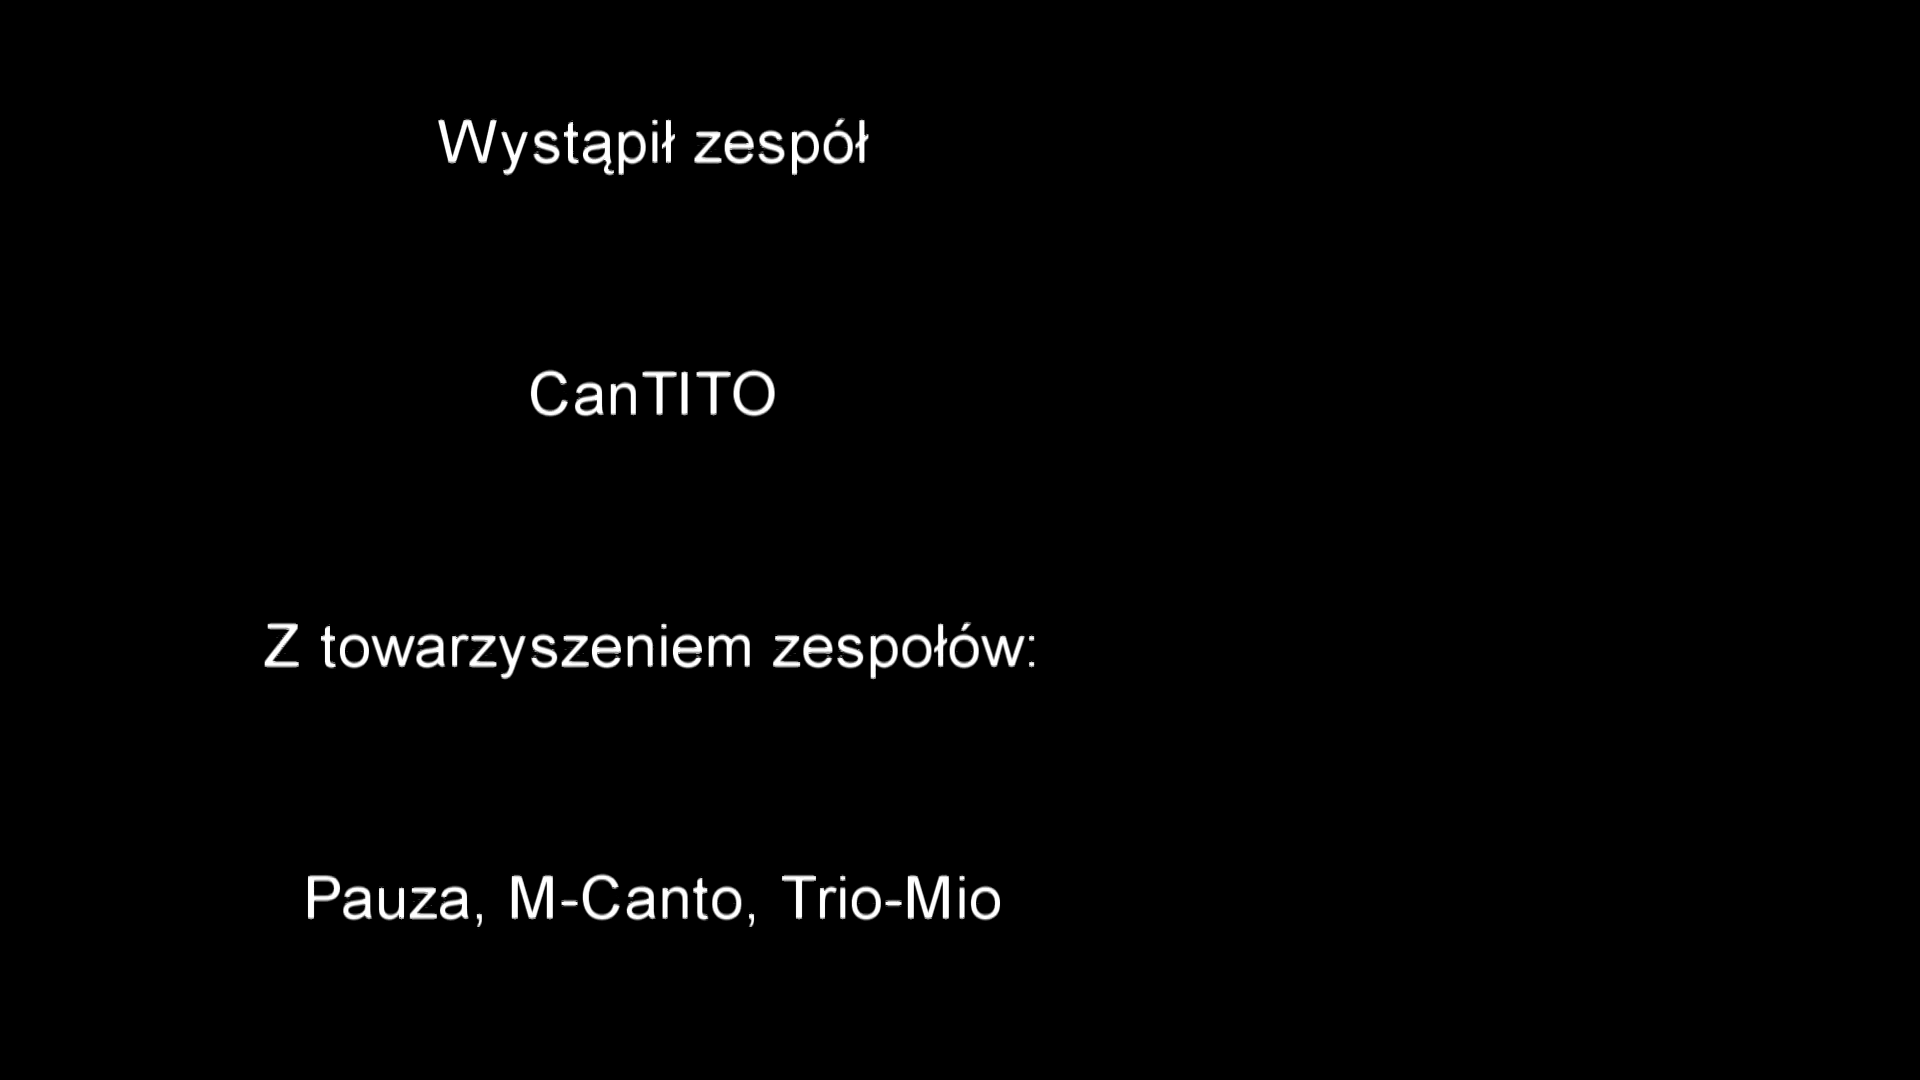 Wystąpił zespół
CanTITO
Z towarzyszeniem zespołów:
Pauza, M-Canto, Trio-Mio